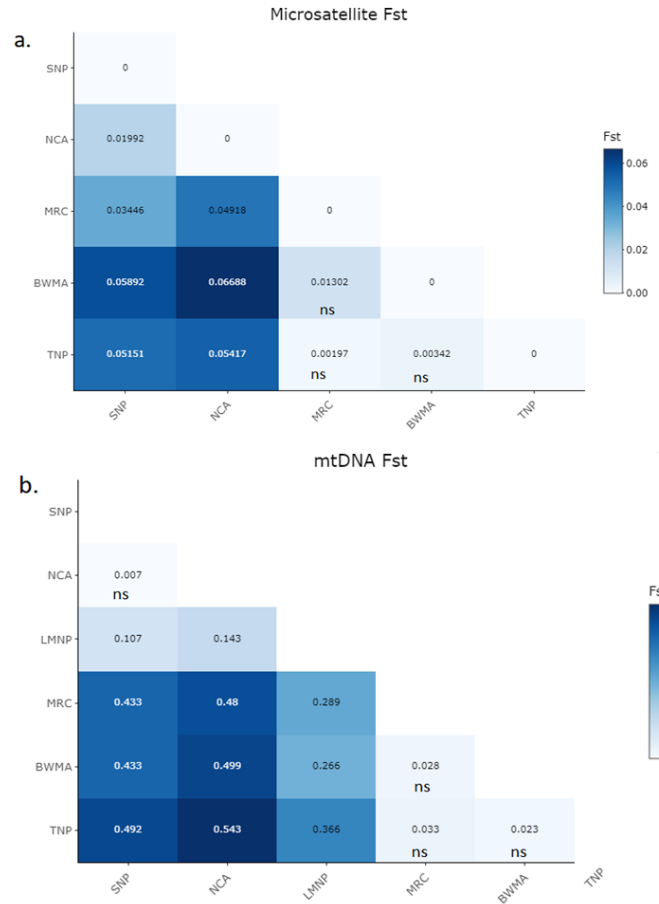 Microsatellite Fst
a.
SNP
0
NCA
0.01992
0
Fst
MRC
0.03446
0.04918
0
0.06
0.04
0.02
0.00
BWMA
0.05892
0.06688
0.01302
0
ns
TNP
0.05151
0.05417
0.00197
0.00342
0
ns
ns
SNP
NCA
MRC
BWMA
TNP
mtDNA Fst
b.
SNP
NCA
0.007
ns
LMNP
0.107
0.143
Fs
MRC
0.433
0.48
0.289
BWMA
0.433
0.499
0.266
0.028
ns
TNP
0.492
0.543
0.366
0.033
0.023
ns
ns
SNP
NCA
LMNP
MRC
BWMA
TNP